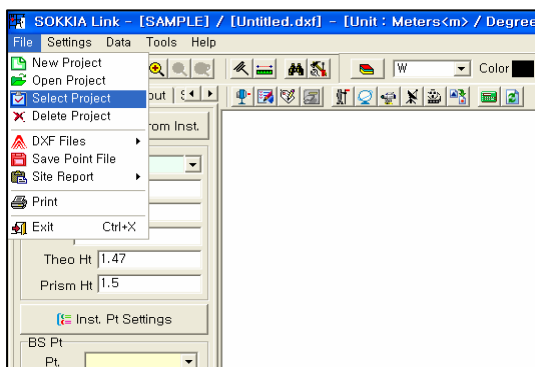 SOKKIA Link - [SAMPLE] / [Untitled.dxf] - [Unit : Meters<m> / Degree
File Settings Data Tools Help
New Project
Open Project
Select Project
Delete Project
DXF Files
Save Point File
Site Report
Print
Exit Ctrl+X
W
Color
out
rom Inst.
Theo Ht 1.47
Prism Ht 1.5
Inst. Pt Settings
BS Pt
Pt.